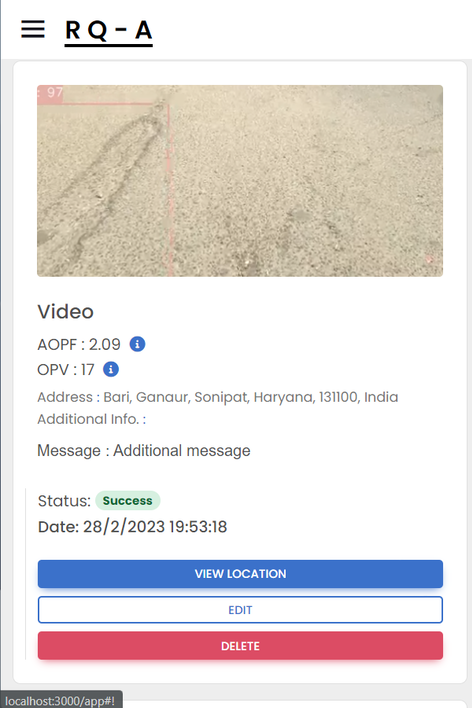 RQ-A
: 97
Video
AOPF : 2.09
OPV : 17
Address : Bari, Ganaur, Sonipat, Haryana, 131100, India
Additional Info. :
Message : Additional message
Status: Success
Date: 28/2/2023 19:53:18
VIEW LOCATION
EDIT
DELETE
localhost:3000/app#!